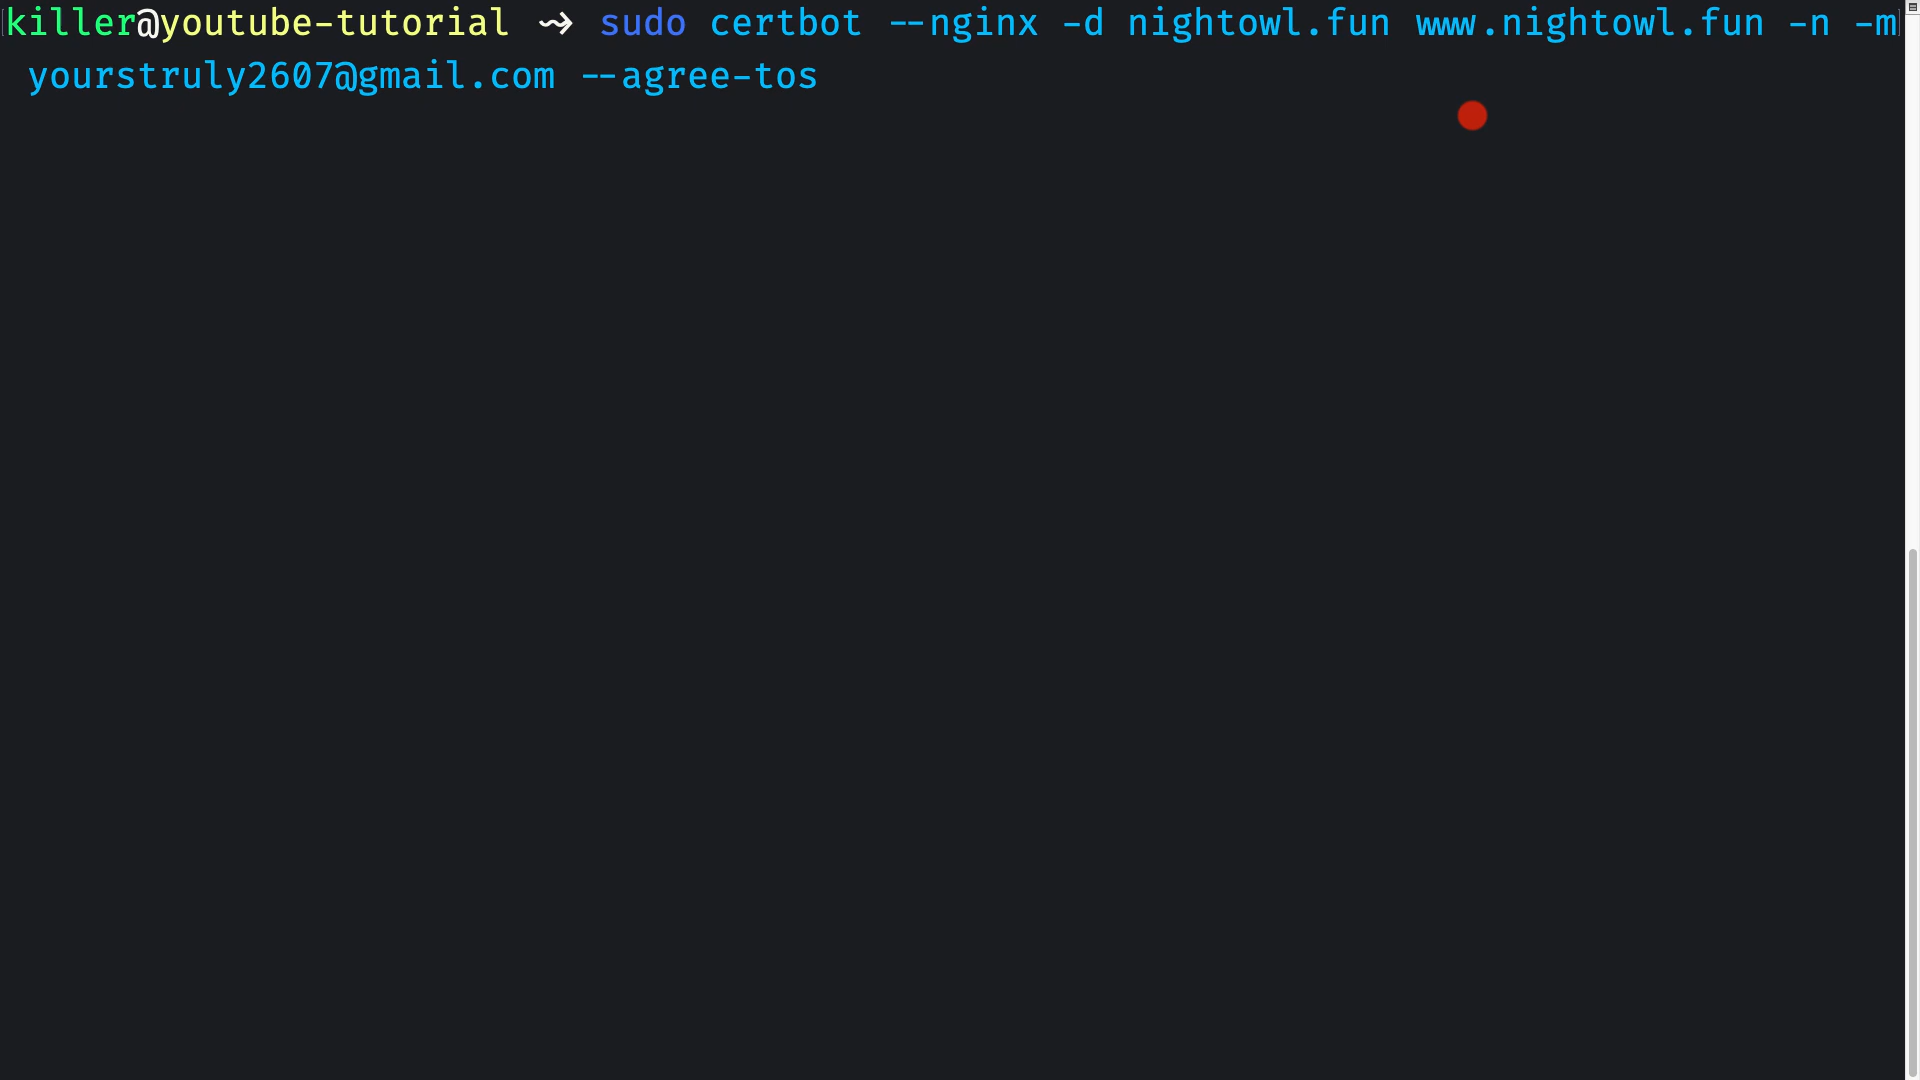 killer@youtube-tutorial ⤳ sudo certbot --nginx -d nightowl.fun www.nightowl.fun -n -m
yourstruly2607@gmail.com --agree-tos